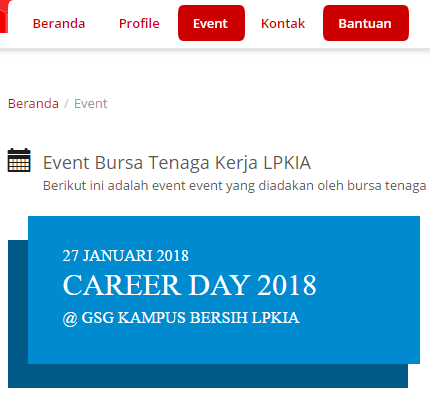 Beranda Profile Event Kontak Bantuan
Beranda / Event
Event Bursa Tenaga Kerja LPKIA
Berikut ini adalah event event yang diadakan oleh bursa tenaga
27 JANUARI 2018
CAREER DAY 2018
@ GSG KAMPUS BERSIH LPKIA